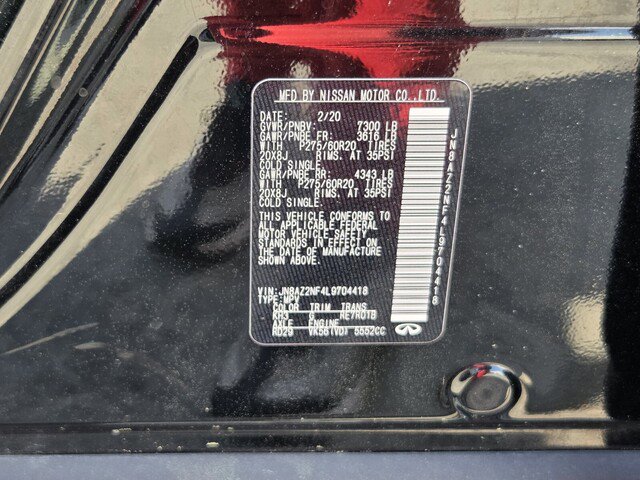 MFD BY NISSAN MOTOR CO.,LTD.
DATE: 2/20
GVWR/PNBV: 7300 LB
GAWR/PNBE FR: 3616 LB
WITH P275/60R20 TIRES
20X8J RIMS. AT 35PSI
COLD SINGLE.
GAWR/PNBE RR: 4343 LB
WITH P275/60R20 TIRES
20X8J RIMS. AT 35PSI
COLD SINGLE.
THIS VEHICLE CONFORMS TO
ALL APPLICABLE FEDERAL
MOTOR VEHICLE SAFETY
STANDARDS IN EFFECT ON
THE DATE OF MANUFACTURE
SHOWN ABOVE.
VIN: JN8AZ2NF4L9704418
TYPE: MPV
COLOR TRIM TRANS
KH3 G RE7R01B
AXLE ENGINE
RD29 VK56(VD) 5552CC
JN8AZ2NF4L9704418